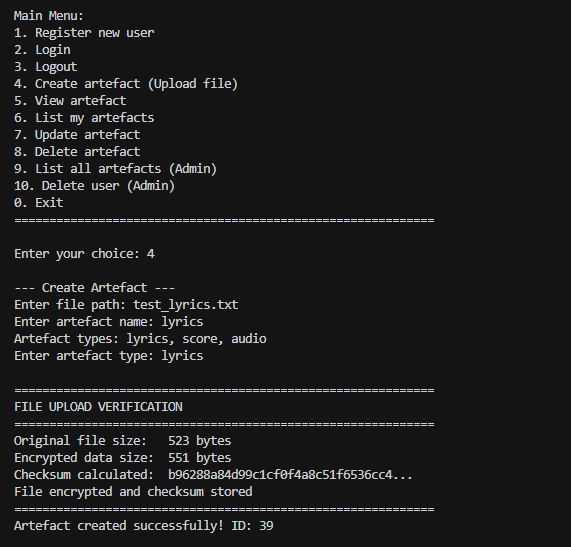 Main Menu:
1. Register new user
2. Login
3. Logout
4. Create artefact (Upload file)
5. View artefact
6. List my artefacts
7. Update artefact
8. Delete artefact
9. List all artefacts (Admin)
10. Delete user (Admin)
0. Exit
============================================================
Enter your choice: 4
--- Create Artefact ---
Enter file path: test_lyrics.txt
Enter artefact name: lyrics
Artefact types: lyrics, score, audio
Enter artefact type: lyrics
============================================================
FILE UPLOAD VERIFICATION
============================================================
Original file size:   523 bytes
Encrypted data size:  551 bytes
Checksum calculated:  b96288a84d99c1cf0f4a8c51f6536cc4...
File encrypted and checksum stored
============================================================
Artefact created successfully! ID: 39